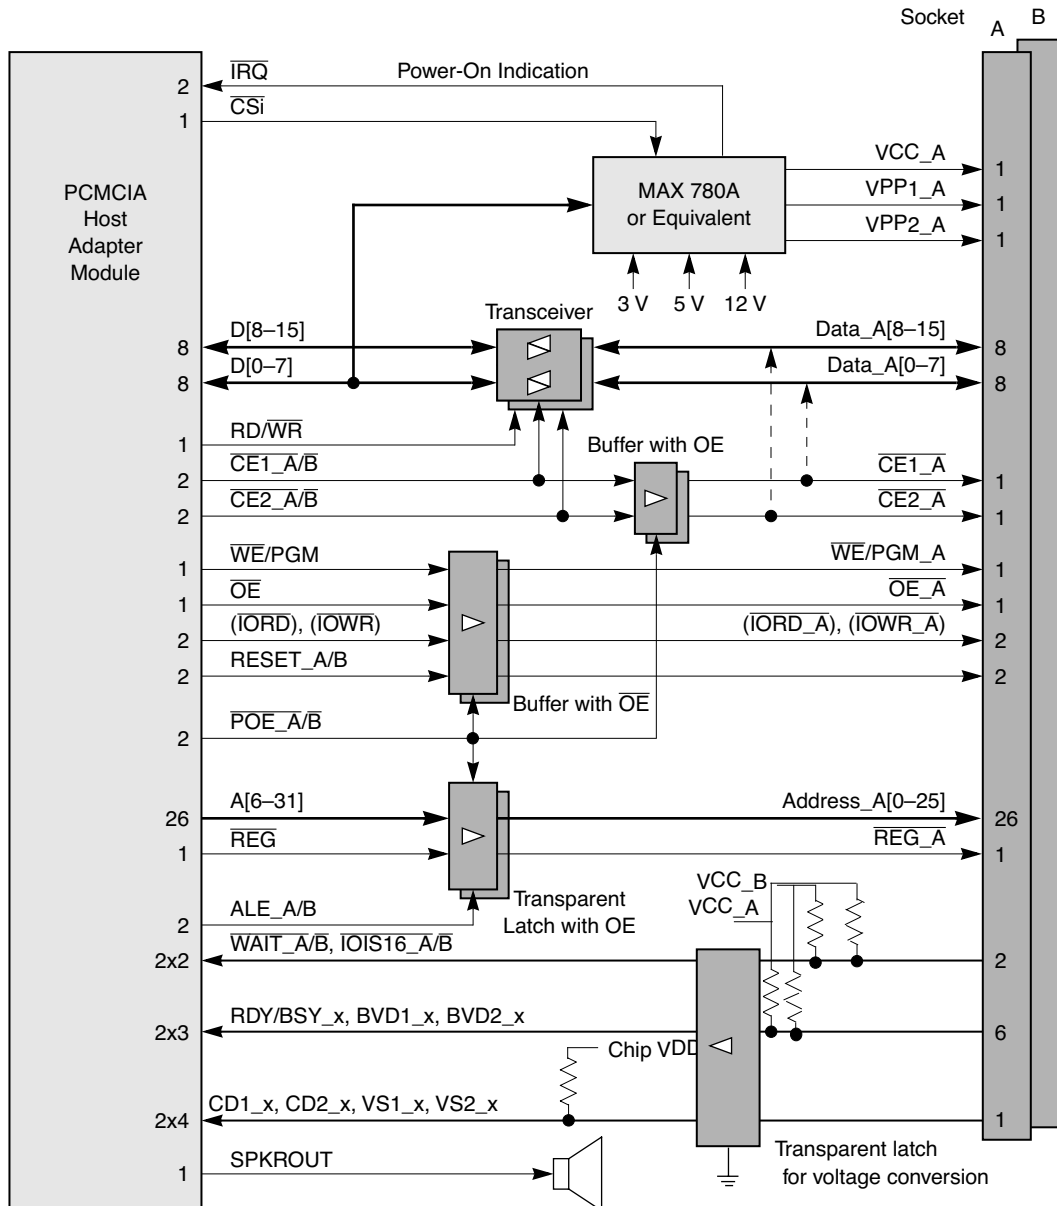 Socket A B
IRQ
Power-On Indication
2
CSi
1
VCC_A
1
PCMCIA
Host
Adapter
Module
MAX 780A
or Equivalent
VPP1_A
1
VPP2_A
1
3 V 5 V 12 V
Transceiver
D[8–15]
Data_A[8–15]
8 8
D[0–7]
Data_A[0–7]
8 8
RD/WR
1
Buffer with OE
CE1_A/B
CE1_A
2 1
CE2_A/B
CE2_A
2 1
WE/PGM
WE/PGM_A
1 1
OE
OE_A
1 1
(IORD), (IOWR)
(IORD_A), (IOWR_A)
2 2
RESET_A/B
2 2
Buffer with OE
POE_A/B
2
A[6–31]
Address_A[0–25]
26 26
REG
REG_A
1 1
VCC_B
VCC_A
Transparent
Latch with OE
ALE_A/B
2
WAIT_A/B, IOIS16_A/B
2x2 2
RDY/BSY_x, BVD1_x, BVD2_x
2x3 6
Chip VDD
CD1_x, CD2_x, VS1_x, VS2_x
2x4 1
Transparent latch
for voltage conversion
SPKROUT
1